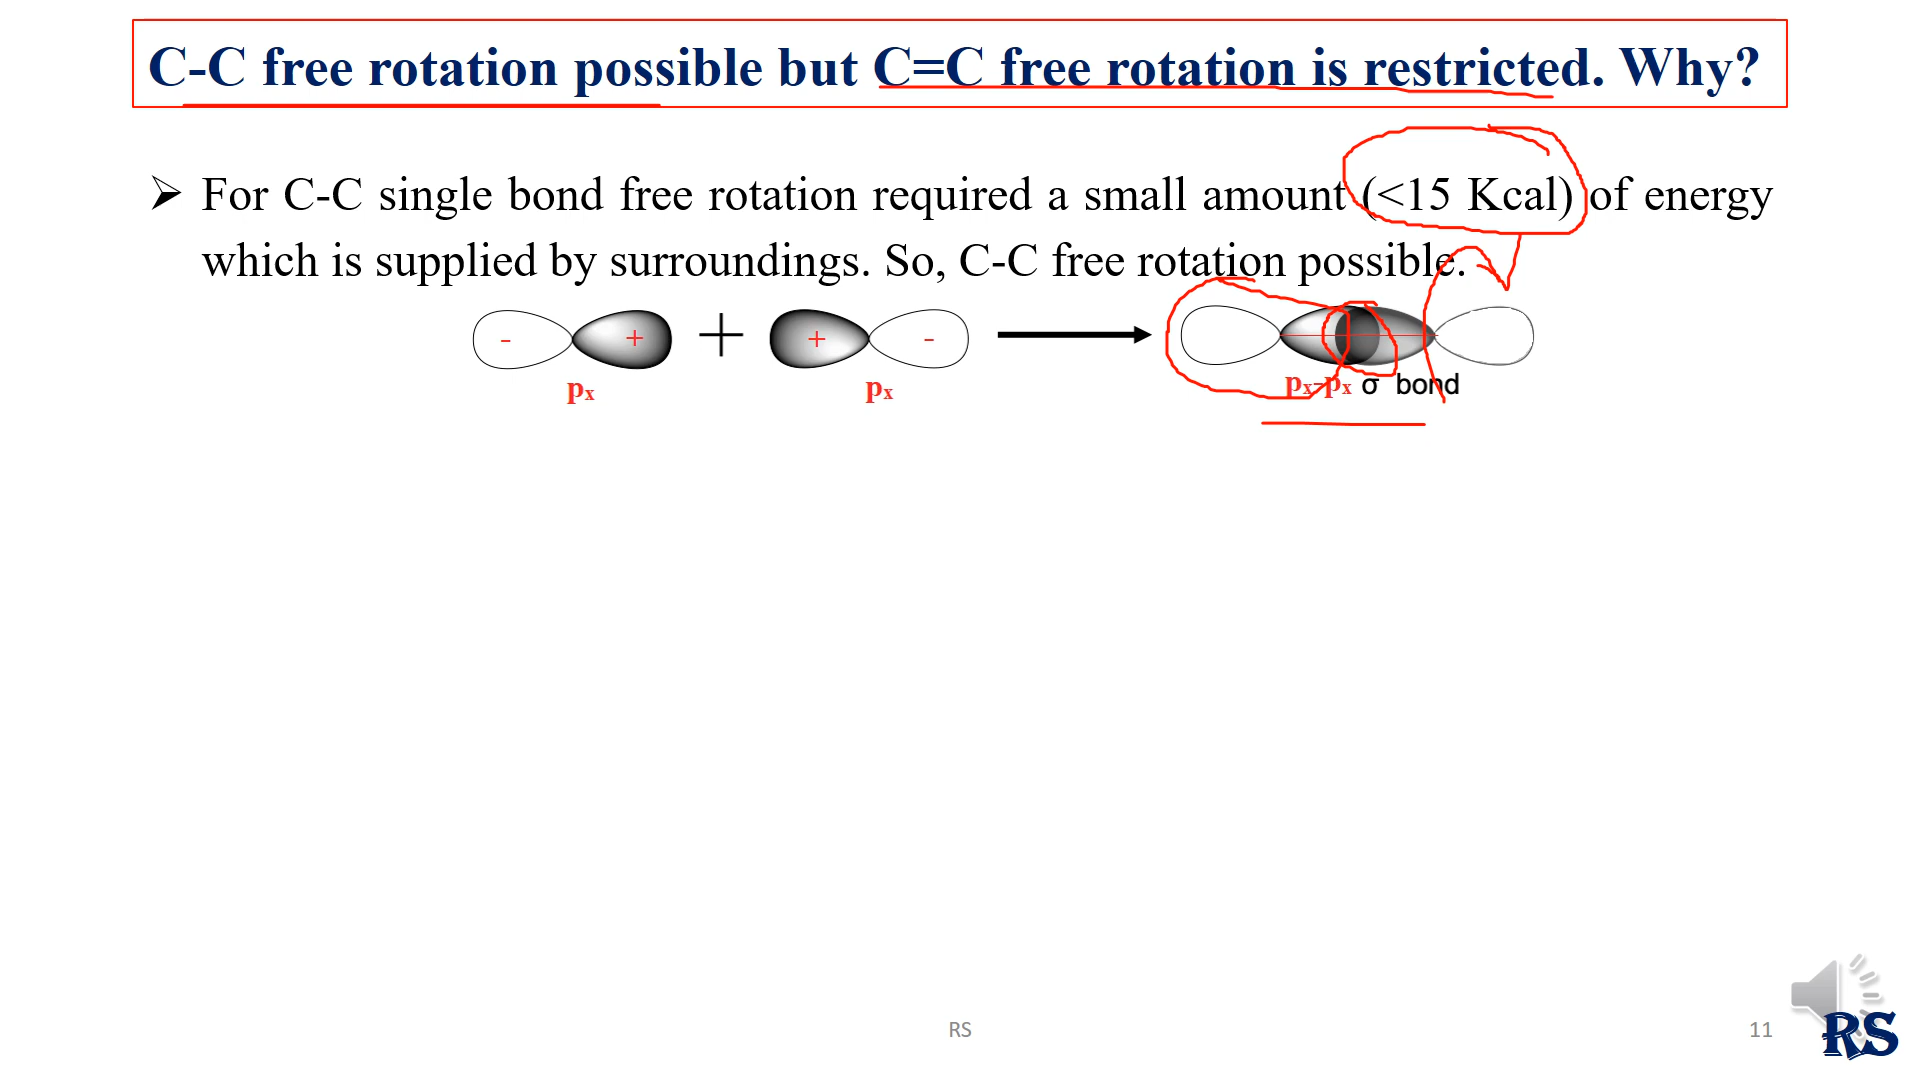 C-C free rotation possible but C=C free rotation is restricted. Why?
➢ For C-C single bond free rotation required a small amount (<15 Kcal) of energy
which is supplied by surroundings. So, C-C free rotation possible.
- + + + -
pₓ pₓ pₓ-pₓ σ bond
RS 11 RS